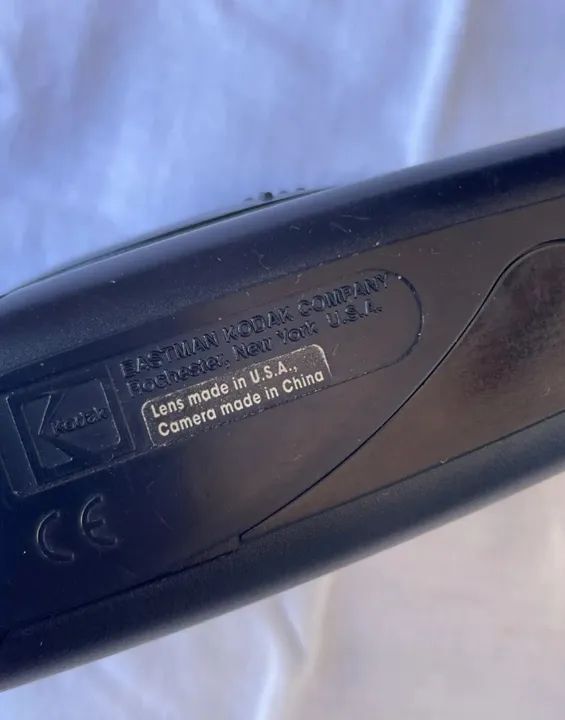 EASTMAN KODAK COMPANY
Rochester, New York U.S.A.
Kodak
Lens made in U.S.A.,
Camera made in China
CE